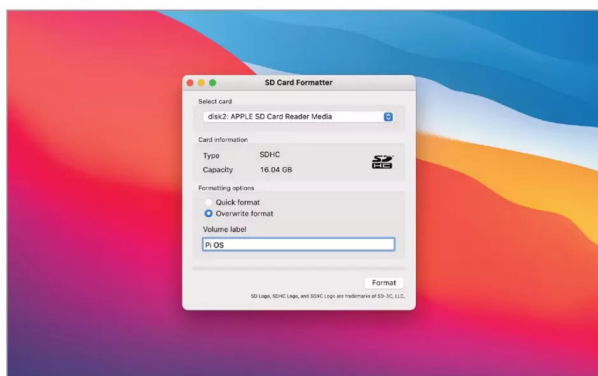 SD Card Formatter
Select card
disk2: APPLE SD Card Reader Media
Card information
Type SDHC
Capacity 16.04 GB
SD
HC
Formatting options
Quick format
Overwrite format
Volume label
Pi OS
Format
SD Logo, SDHC Logo, and SDXC Logo are trademarks of SD-3C, LLC.